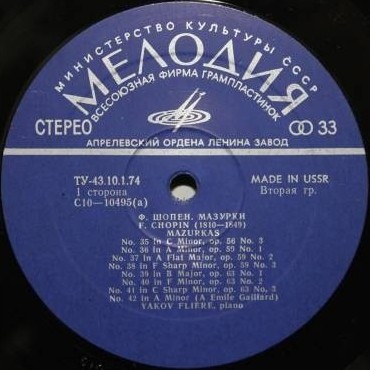 МИНИСТЕРСТВО КУЛЬТУРЫ СССР
МЕЛОДИЯ
ВСЕСОЮЗНАЯ ФИРМА ГРАМПЛАСТИНОК
СТЕРЕО
33
АПРЕЛЕВСКИЙ ОРДЕНА ЛЕНИНА ЗАВОД
ТУ-43.10.1.74
1 сторона
С10—10495(а)
MADE IN USSR
Вторая гр.
Ф. ШОПЕН. МАЗУРКИ
F. CHOPIN (1810—1849)
MAZURKAS
No. 35 in C Minor, op. 56 No. 3
No. 36 in A Minor, op. 59 No. 1
No. 37 in A Flat Major, op. 59 No. 2
No. 38 in F Sharp Minor, op. 59 No. 3
No. 39 in B Major, op. 63 No. 1
No. 40 in F Minor, op. 63 No. 2
No. 41 in C Sharp Minor, op. 63 No. 3
No. 42 in A Minor (A Emile Gaillard)
YAKOV FLIERE, piano